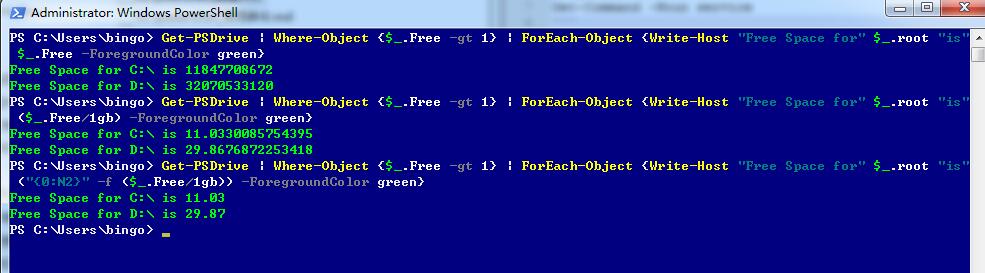 Administrator: Windows PowerShell
PS C:\Users\bingo> Get-PSDrive | Where-Object {$_.Free -gt 1} | ForEach-Object {Write-Host "Free Space for" $_.root "is"
$_.Free -ForegroundColor green}
Free Space for C:\ is 11847708672
Free Space for D:\ is 32070533120
PS C:\Users\bingo> Get-PSDrive | Where-Object {$_.Free -gt 1} | ForEach-Object {Write-Host "Free Space for" $_.root "is"
($_.Free/1gb) -ForegroundColor green}
Free Space for C:\ is 11.0330085754395
Free Space for D:\ is 29.8676872253418
PS C:\Users\bingo> Get-PSDrive | Where-Object {$_.Free -gt 1} | ForEach-Object {Write-Host "Free Space for" $_.root "is"
("{0:N2}" -f ($_.Free/1gb)) -ForegroundColor green}
Free Space for C:\ is 11.03
Free Space for D:\ is 29.87
PS C:\Users\bingo> _